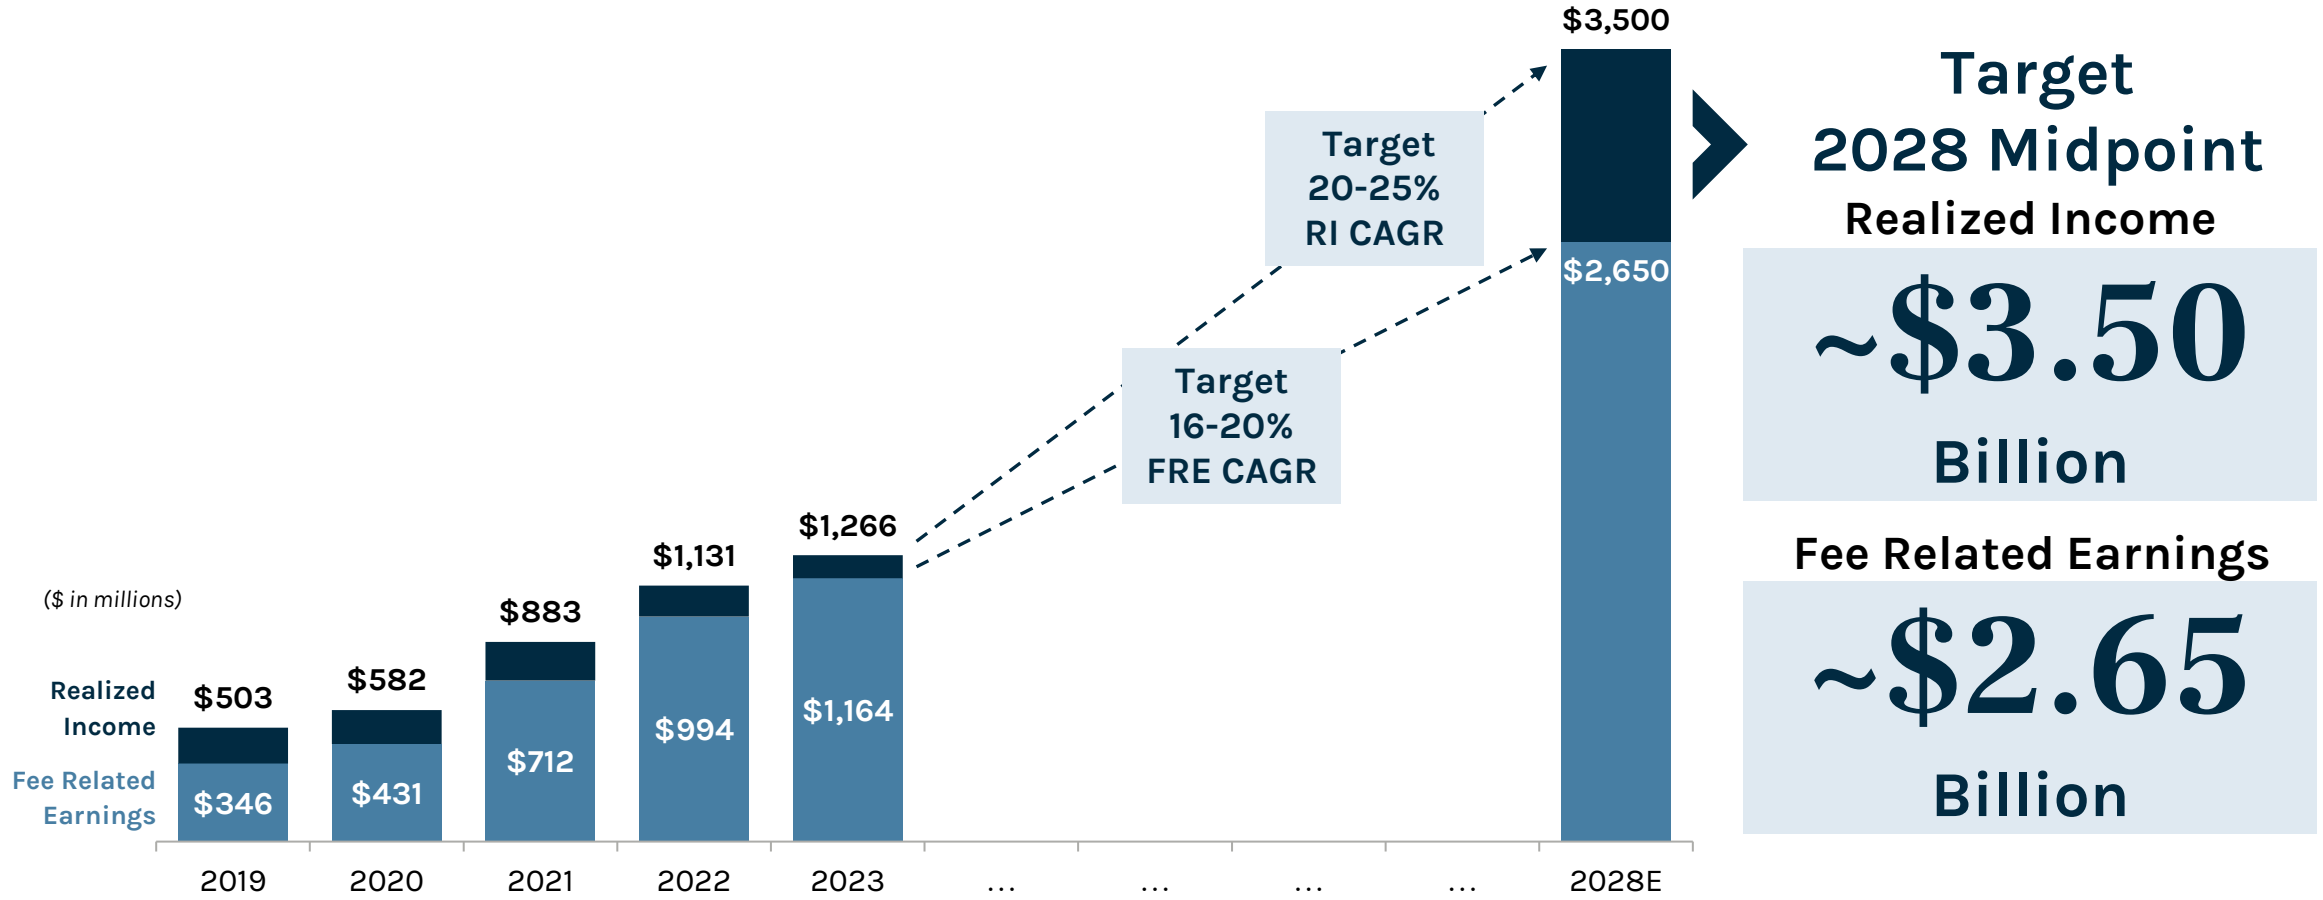 ($ in millions)
Realized
Income
Fee Related
Earnings
$503
$346
$582
$431
$883
$712
$1,131
$994
$1,266
$1,164
Target
20-25%
RI CAGR
Target
16-20%
FRE CAGR
$3,500
$2,650
2019
2020
2021
2022
2023
...
...
...
...
2028E
Target
2028 Midpoint
Realized Income
~$3.50
Billion
Fee Related Earnings
~$2.65
Billion